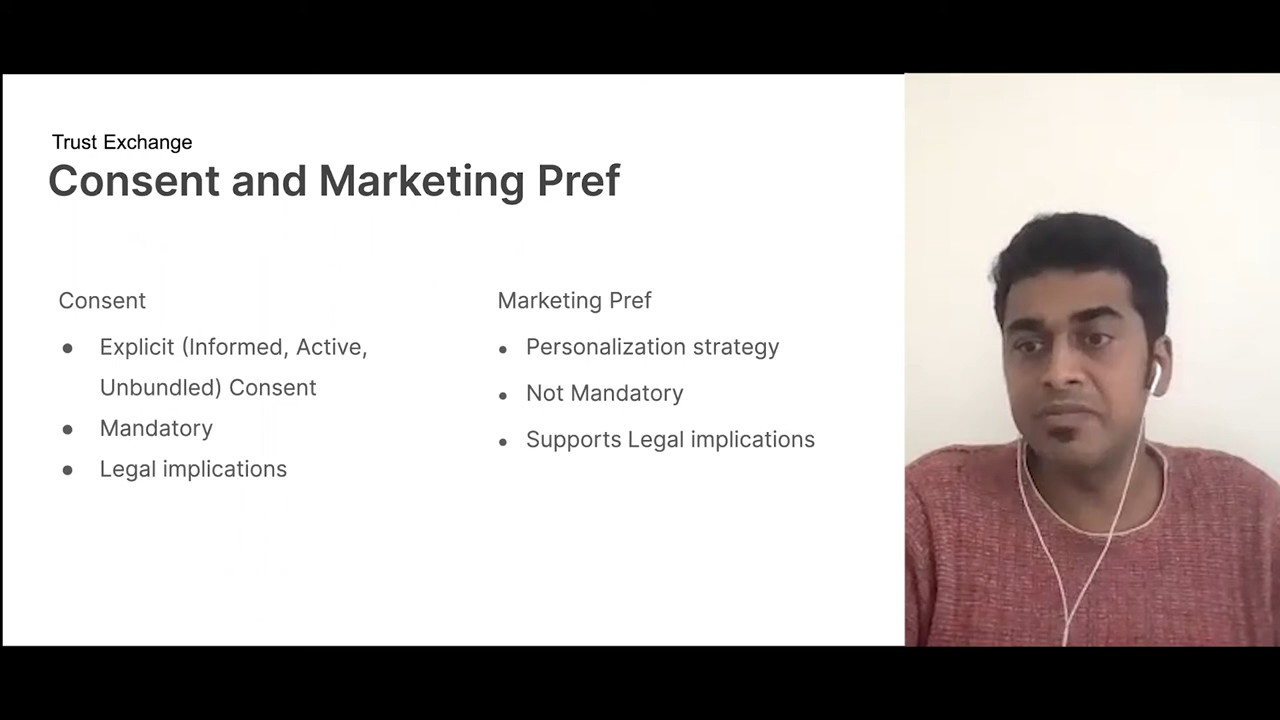 Trust Exchange
Consent and Marketing Pref
Consent
● Explicit (Informed, Active,
Unbundled) Consent
● Mandatory
● Legal implications
Marketing Pref
● Personalization strategy
● Not Mandatory
● Supports Legal implications